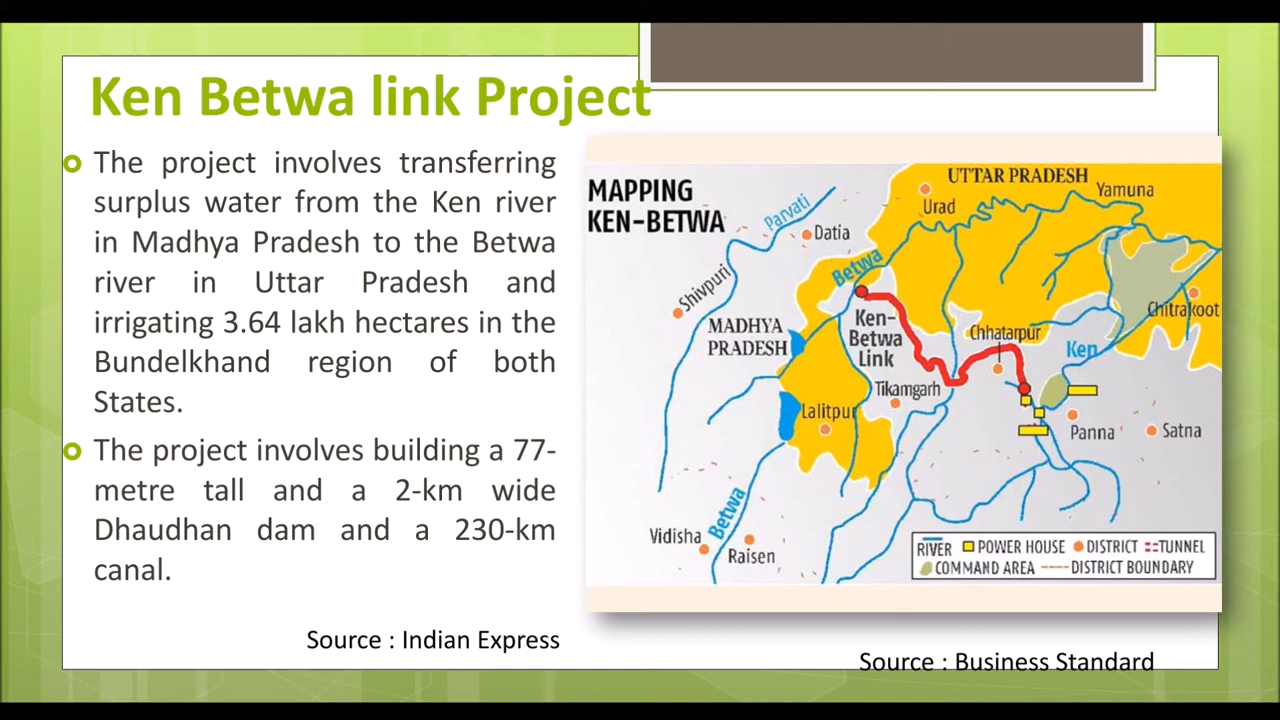 Ken Betwa link Project
The project involves transferring
surplus water from the Ken river
in Madhya Pradesh to the Betwa
river in Uttar Pradesh and
irrigating 3.64 lakh hectares in the
Bundelkhand region of both
States.
The project involves building a 77-
metre tall and a 2-km wide
Dhaudhan dam and a 230-km
canal.
Source : Indian Express
MAPPING
KEN-BETWA
UTTAR PRADESH
Yamuna
Urad
Parvati
Datia
Betwa
Shivpuri
MADHYA
PRADESH
Ken-
Betwa
Link
Chhatarpur
Chitrakoot
Ken
Tikamgarh
Lalitpur
Panna
Satna
Betwa
Vidisha
Raisen
RIVER POWER HOUSE DISTRICT TUNNEL
COMMAND AREA DISTRICT BOUNDARY
Source : Business Standard